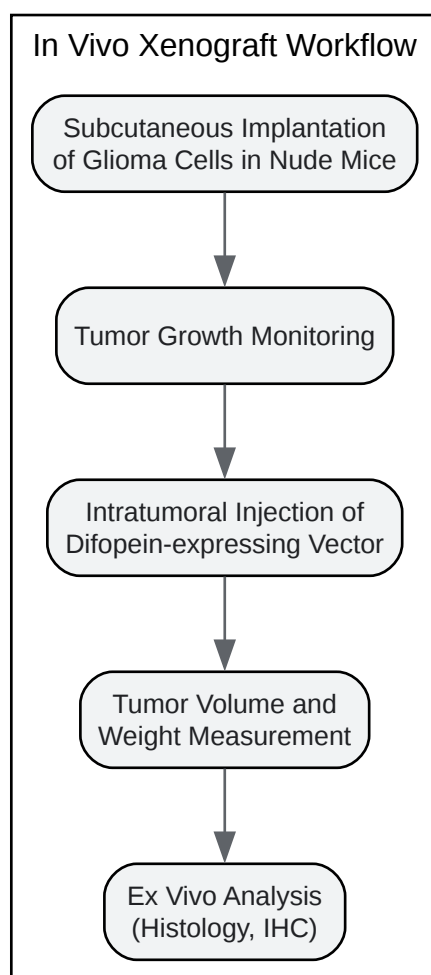 In Vivo Xenograft Workflow
Subcutaneous Implantation
of Glioma Cells in Nude Mice
Tumor Growth Monitoring
Intratumoral Injection of
Difopein-expressing Vector
Tumor Volume and
Weight Measurement
Ex Vivo Analysis
(Histology, IHC)